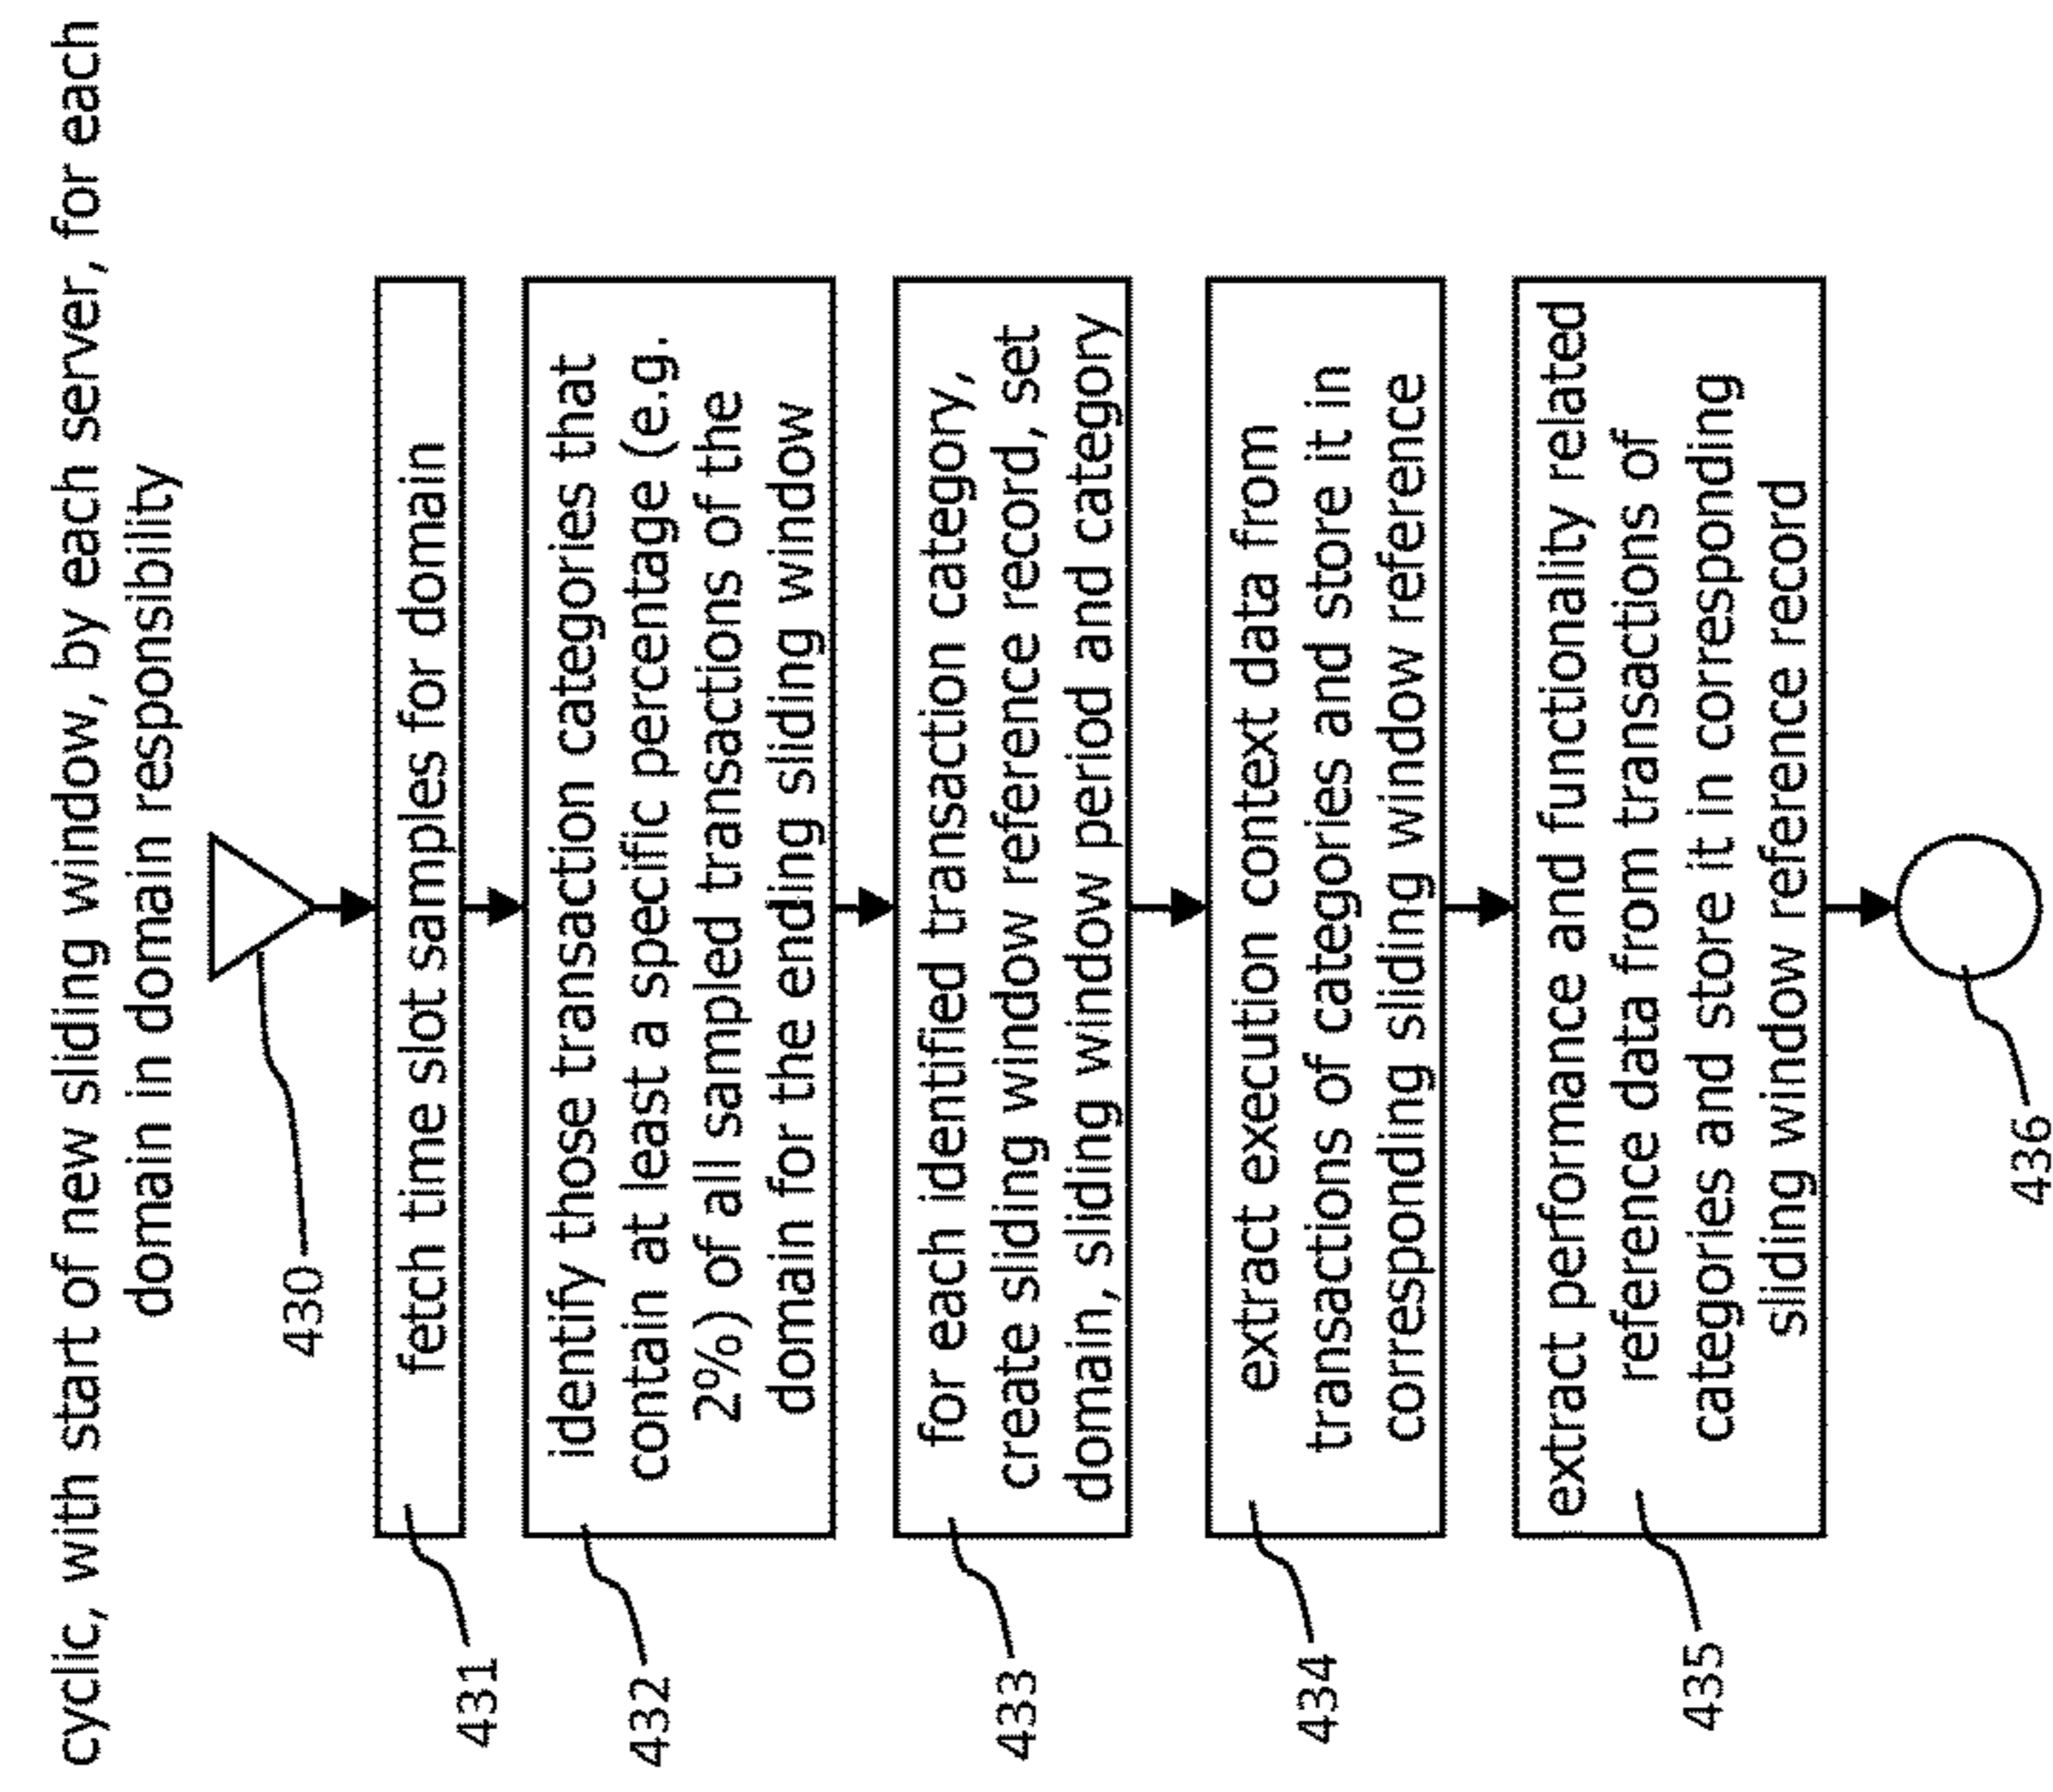 cyclic, with start of new sliding window, by each server, for each
domain in domain responsibility
430
431
fetch time slot samples for domain
432
identify those transaction categories that
contain at least a specific percentage (e.g.
2%) of all sampled transactions of the
domain for the ending sliding window
433
for each identified transaction category,
create sliding window reference record, set
domain, sliding window period and category
434
extract execution context data from
transactions of categories and store it in
corresponding sliding window reference
435
extract performance and functionality related
reference data from transactions of
categories and store it in corresponding
sliding window reference record
436